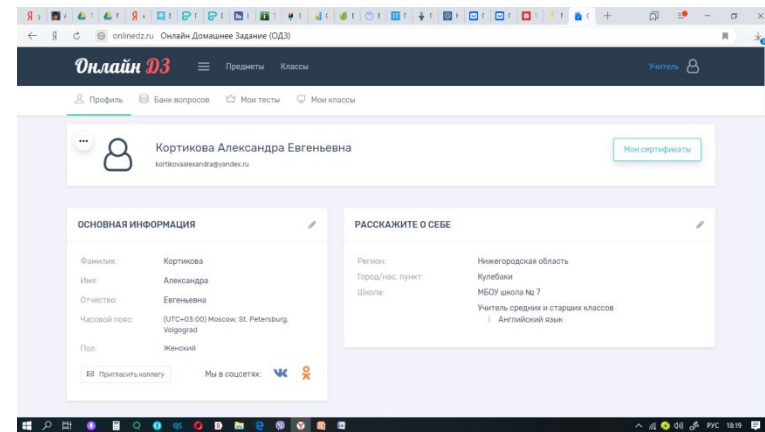 onlinedz.ru Онлайн Домашнее Задание (ОДЗ)
Онлайн ДЗ Предметы Классы Учитель
Профиль Банк вопросов Мои тесты Мои классы
Кортикова Александра Евгеньевна
kortikovaalexandra@yandex.ru
Мои сертификаты
ОСНОВНАЯ ИНФОРМАЦИЯ
Фамилия: Кортикова
Имя: Александра
Отчество: Евгеньевна
Часовой пояс: (UTC+03:00) Moscow, St. Petersburg,
Volgograd
Пол: Женский
Пригласить коллегу Мы в соцсетях:
РАССКАЖИТЕ О СЕБЕ
Регион: Нижегородская область
Город/нас. пункт: Кулебаки
Школа: МБОУ школа № 7
Учитель средних и старших классов
Английский язык
РУС 18:19